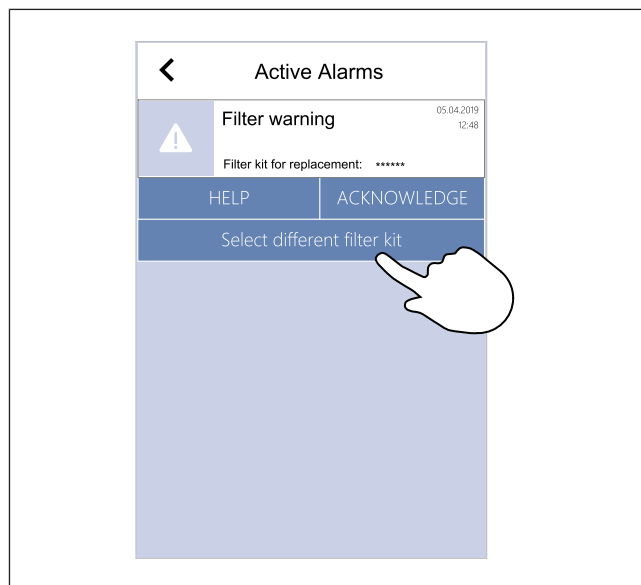 Active Alarms
Filter warning
05.04.2019
12:48
Filter kit for replacement: ******
HELP
ACKNOWLEDGE
Select different filter kit